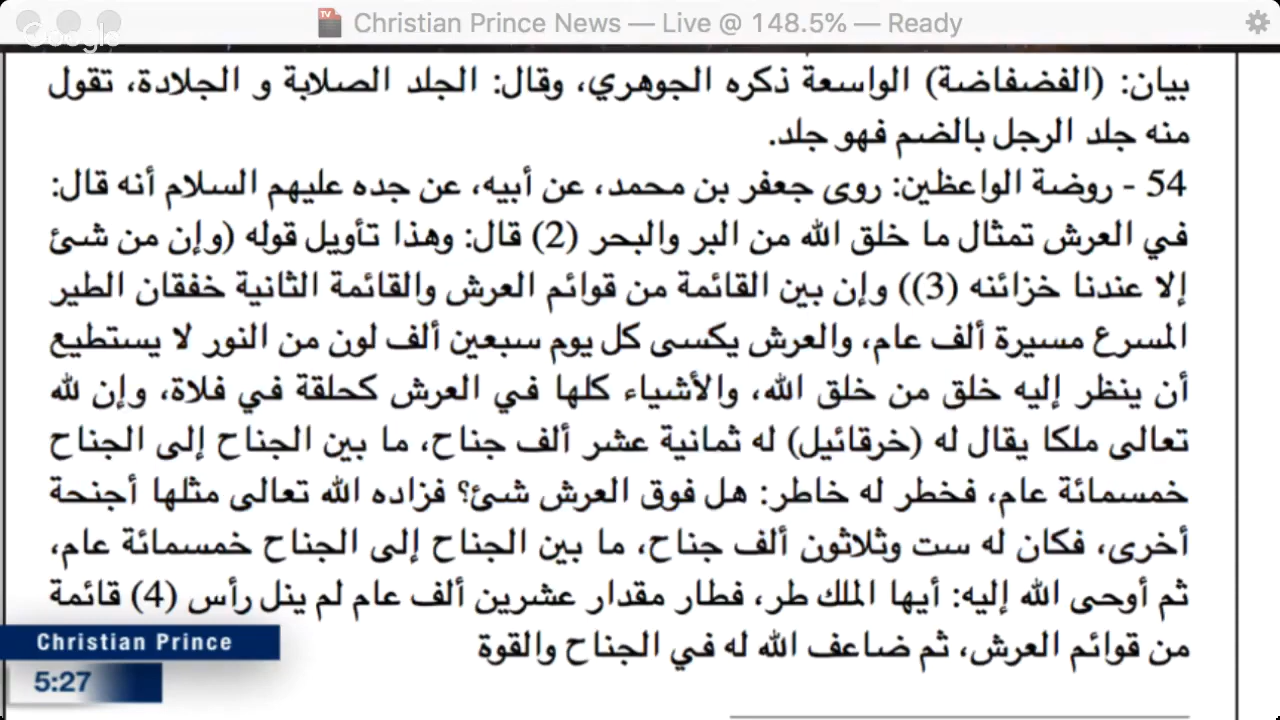 Christian Prince News — Live @ 148.5% — Ready
Google
بيان: (الفضفاضة) الواسعة ذكره الجوهري، وقال: الجلد الصلابة و الجلادة، تقول
منه جلد الرجل بالضم فهو جلد.
54 - روضة الواعظين: روى جعفر بن محمد، عن أبيه، عن جده عليهم السلام أنه قال:
في العرش تمثال ما خلق الله من البر والبحر (2) قال: وهذا تأويل قوله (وإن من شئ
إلا عندنا خزائنه (3)) وإن بين القائمة من قوائم العرش والقائمة الثانية خفقان الطير
المسرع مسيرة ألف عام، والعرش يكسى كل يوم سبعين ألف لون من النور لا يستطيع
أن ينظر إليه خلق من خلق الله، والأشياء كلها في العرش كحلقة في فلاة، وإن لله
تعالى ملكا يقال له (خرقائيل) له ثمانية عشر ألف جناح، ما بين الجناح إلى الجناح
خمسمائة عام، فخطر له خاطر: هل فوق العرش شئ؟ فزاده الله تعالى مثلها أجنحة
أخرى، فكان له ست وثلاثون ألف جناح، ما بين الجناح إلى الجناح خمسمائة عام،
ثم أوحى الله إليه: أيها الملك طر، فطار مقدار عشرين ألف عام لم ينل رأس (4) قائمة
من قوائم العرش، ثم ضاعف الله له في الجناح والقوة
Christian Prince
5:27